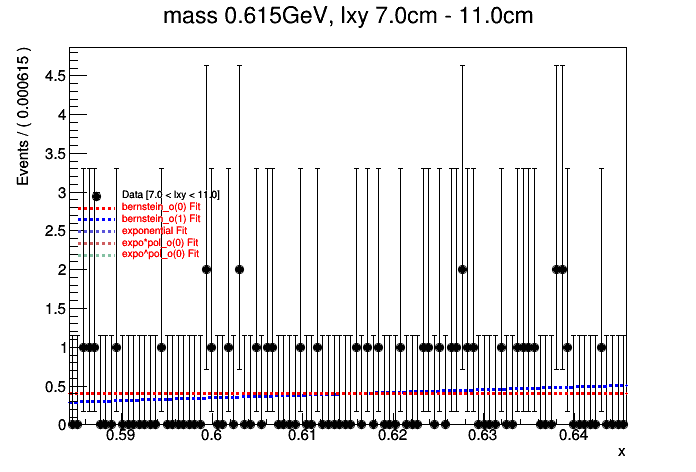 mass 0.615GeV, lxy 7.0cm - 11.0cm
Events / ( 0.000615 )
4.5
4
3.5
3
2.5
2
1.5
1
0.5
0
Data [7.0 < lxy < 11.0]
bernstein_o(0) Fit
bernstein_o(1) Fit
exponential Fit
expo*pol_o(0) Fit
expo^pol_o(0) Fit
0.59 0.6 0.61 0.62 0.63 0.64
x